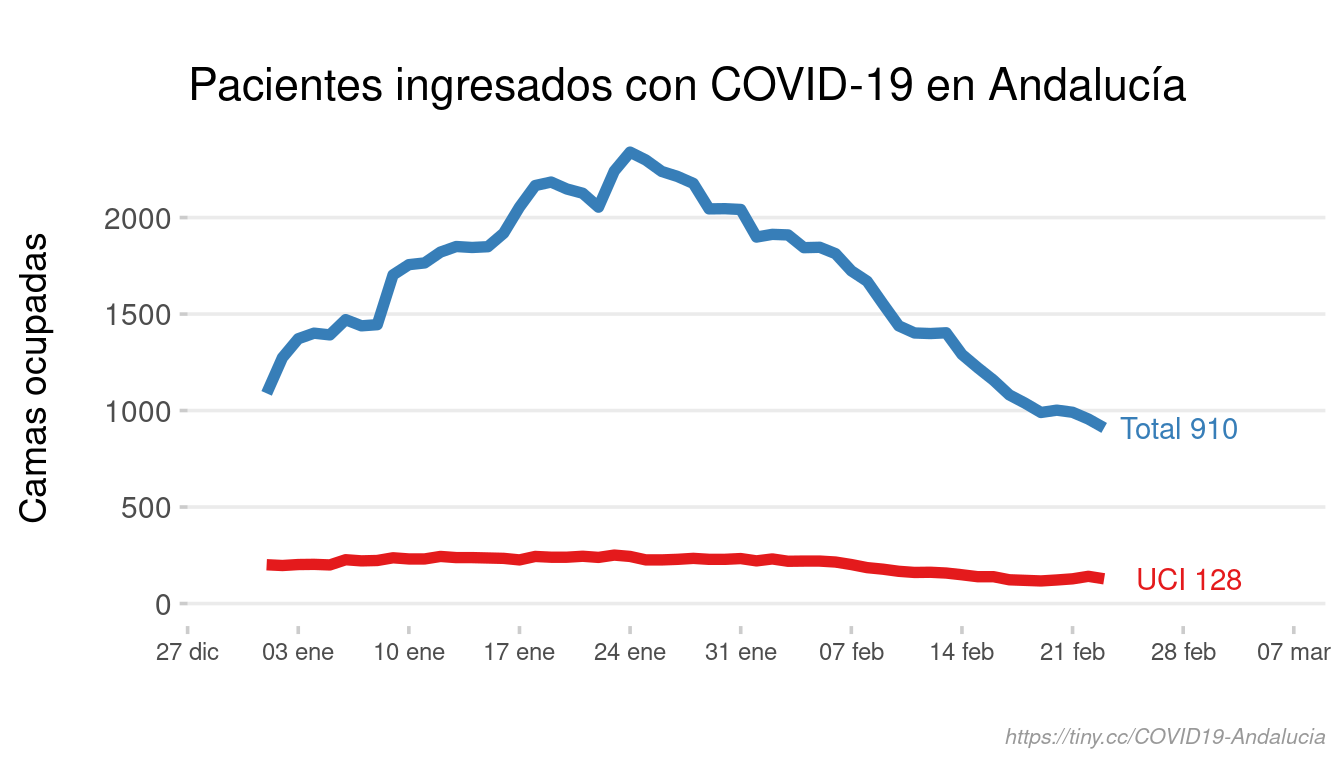 Pacientes ingresados con COVID-19 en Andalucía
Camas ocupadas
2000
1500
1000
500
0
Total 910
UCI 128
27 dic 03 ene 10 ene 17 ene 24 ene 31 ene 07 feb 14 feb 21 feb 28 feb 07 mar
https://tiny.cc/COVID19-Andalucia